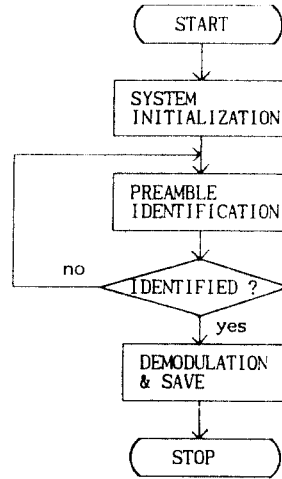 START
SYSTEM
INITIALIZATION
PREAMBLE
IDENTIFICATION
IDENTIFIED ?
no
yes
DEMODULATION
& SAVE
STOP